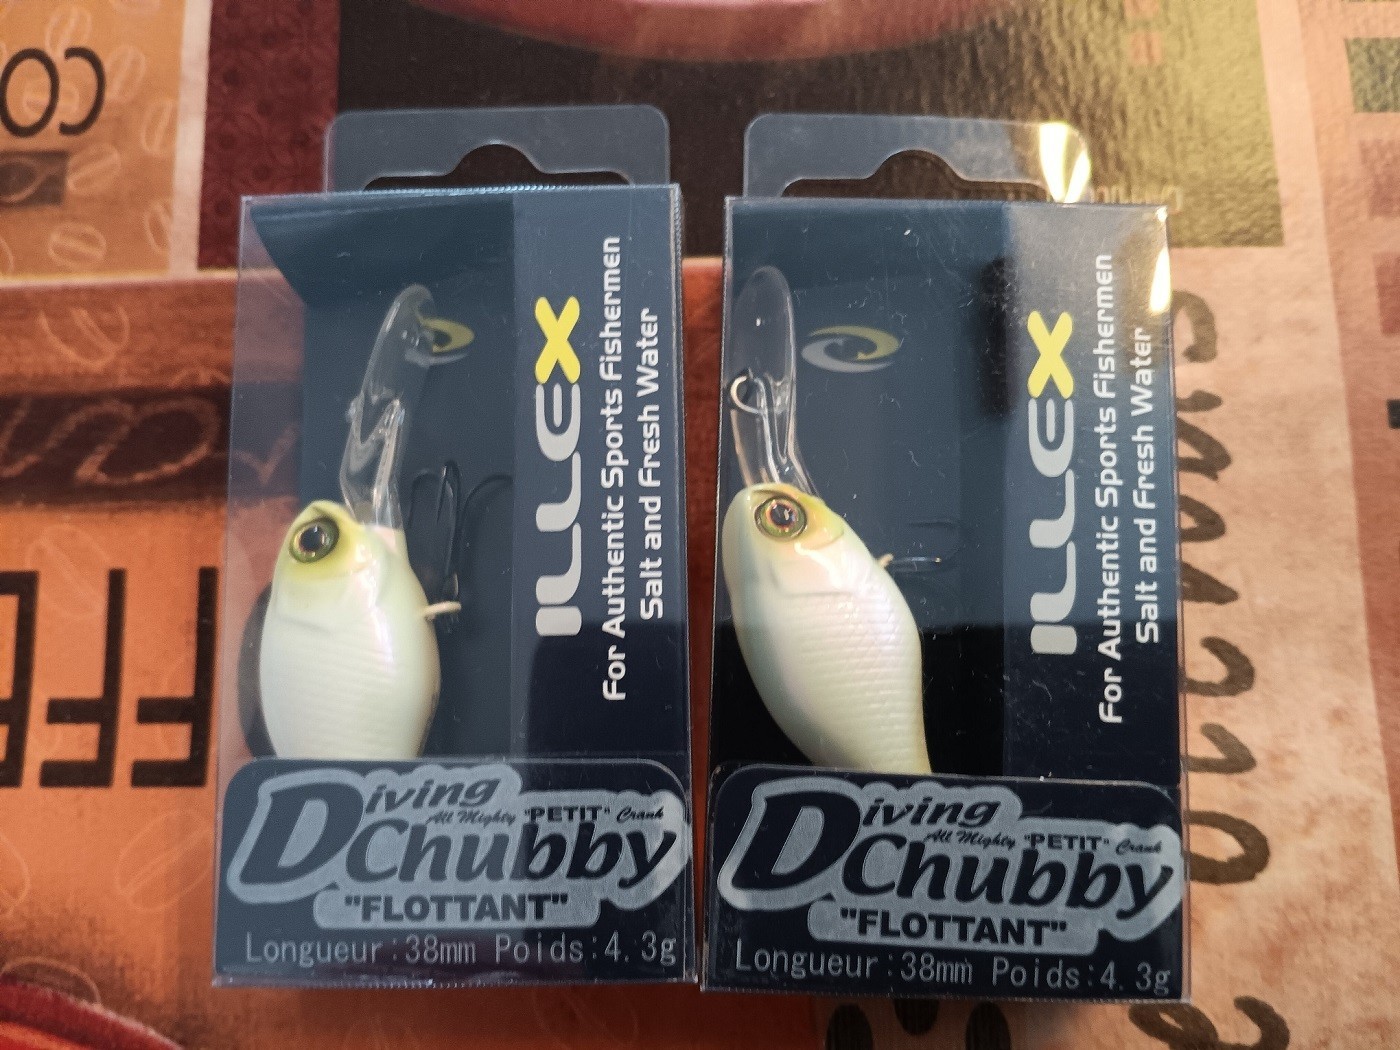 ILLEX
For Authentic Sports Fishermen
Salt and Fresh Water
Diving
All Mighty "PETIT" Crank
Chubby
"FLOTTANT"
Longueur:38mm Poids:4.3g
ILLEX
For Authentic Sports Fishermen
Salt and Fresh Water
Diving
All Mighty "PETIT" Crank
Chubby
"FLOTTANT"
Longueur:38mm Poids:4.3g